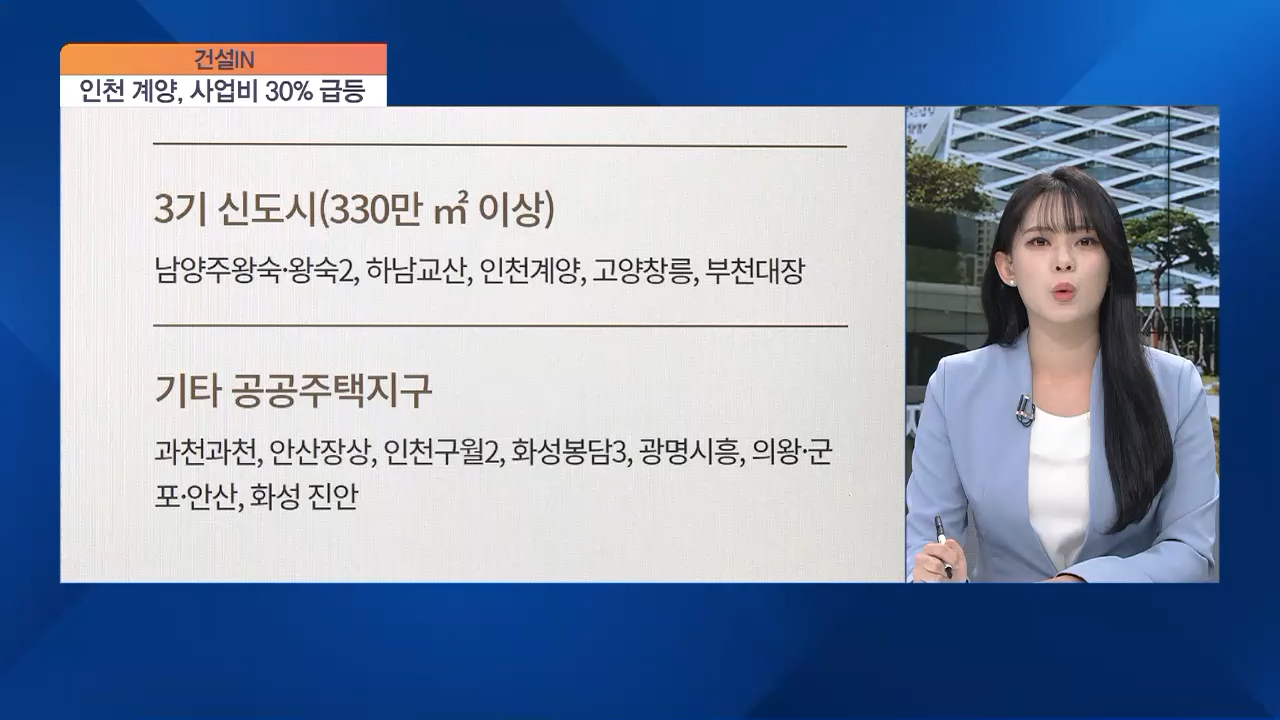 건설IN
인천 계양, 사업비 30% 급등
3기 신도시(330만 ㎡ 이상)
남양주왕숙·왕숙2, 하남교산, 인천계양, 고양창릉, 부천대장
기타 공공주택지구
과천과천, 안산장상, 인천구월2, 화성봉담3, 광명시흥, 의왕·군
포·안산, 화성 진안